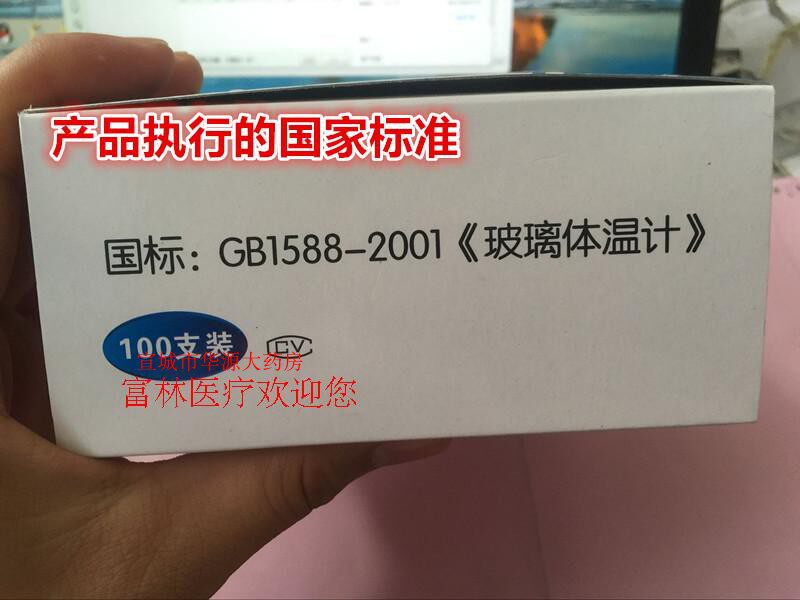 产品执行的国家标准
国标：GB1588-2001《玻璃体温计》
100支装
CV
宣城市华源大药房
富林医疗欢迎您